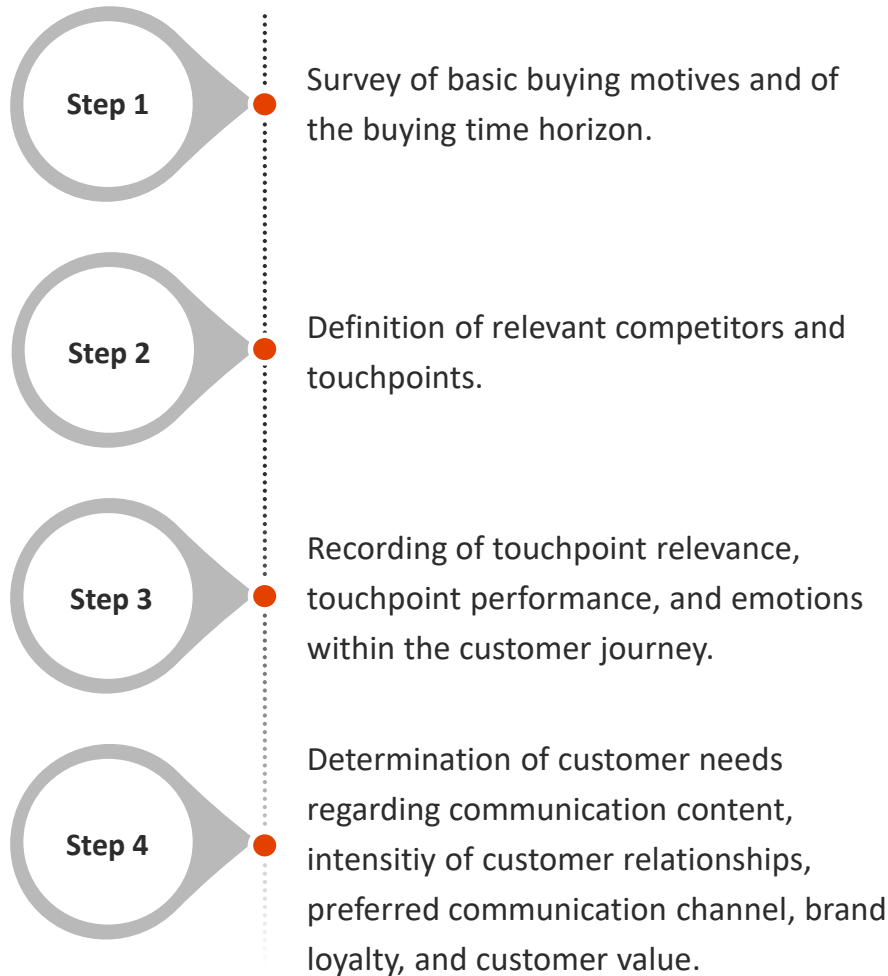 Step 1
Survey of basic buying motives and of
the buying time horizon.
Step 2
Definition of relevant competitors and
touchpoints.
Step 3
Recording of touchpoint relevance,
touchpoint performance, and emotions
within the customer journey.
Step 4
Determination of customer needs
regarding communication content,
intensitiy of customer relationships,
preferred communication channel, brand
loyalty, and customer value.